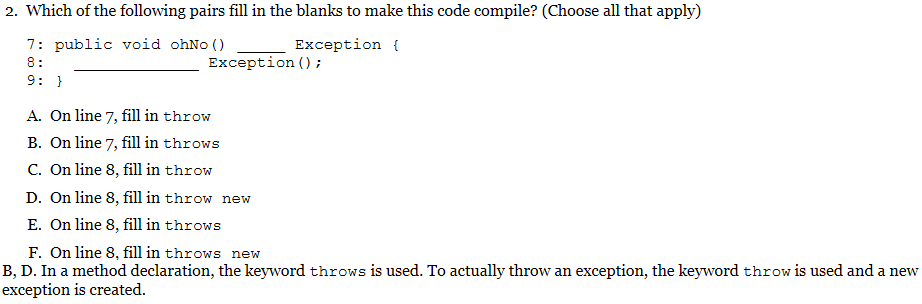 2. Which of the following pairs fill in the blanks to make this code compile? (Choose all that apply)
7: public void ohNo() _____ Exception {
8: _____________ Exception();
9: }
A. On line 7, fill in throw
B. On line 7, fill in throws
C. On line 8, fill in throw
D. On line 8, fill in throw new
E. On line 8, fill in throws
F. On line 8, fill in throws new
B, D. In a method declaration, the keyword throws is used. To actually throw an exception, the keyword throw is used and a new
exception is created.